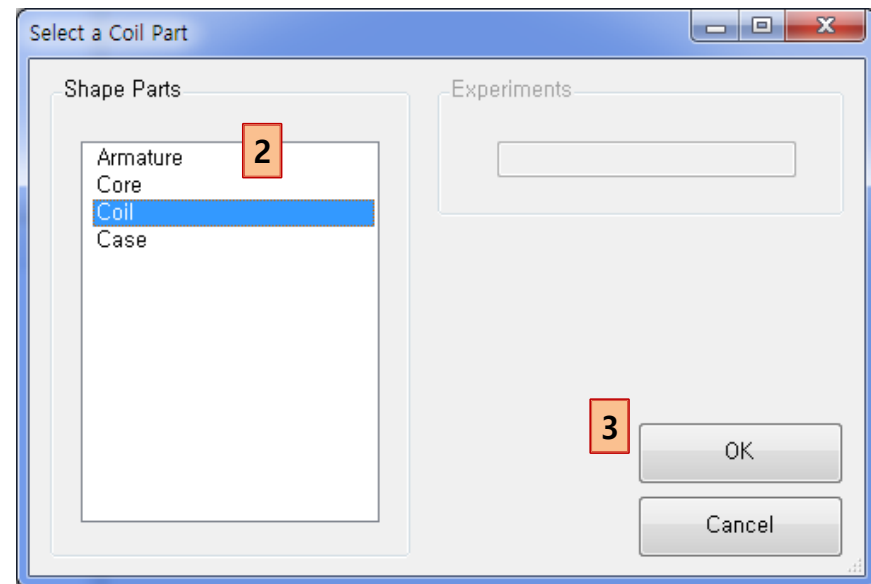 Select a Coil Part
Shape Parts
Experiments
2
Armature
Core
Coil
Case
3
OK
Cancel